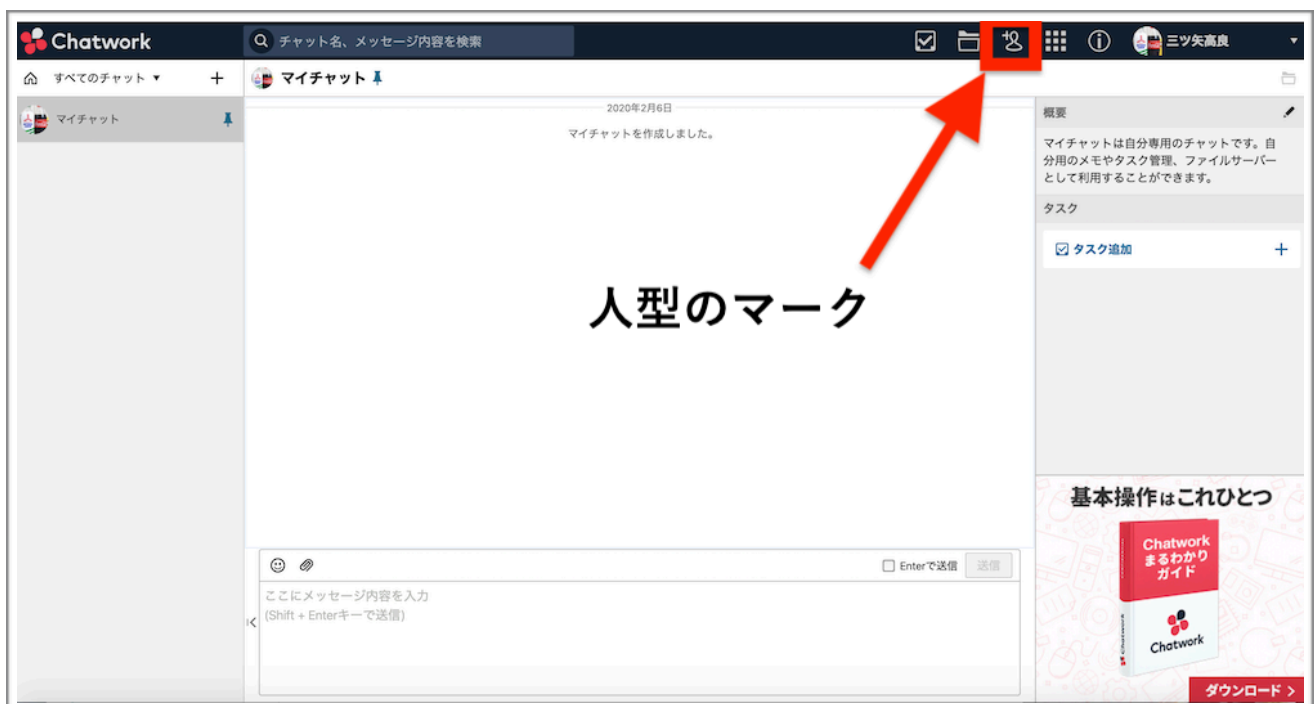 Chatwork
チャット名、メッセージ内容を検索
三ツ矢高良
すべてのチャット
マイチャット
マイチャット
2020年2月6日
マイチャットを作成しました。
人型のマーク
概要
マイチャットは自分専用のチャットです。自
分用のメモやタスク管理、ファイルサーバー
として利用することができます。
タスク
タスク追加
Enterで送信
送信
ここにメッセージ内容を入力
(Shift + Enterキーで送信)
基本操作はこれひとつ
Chatwork
まるわかり
ガイド
Chatwork
ダウンロード